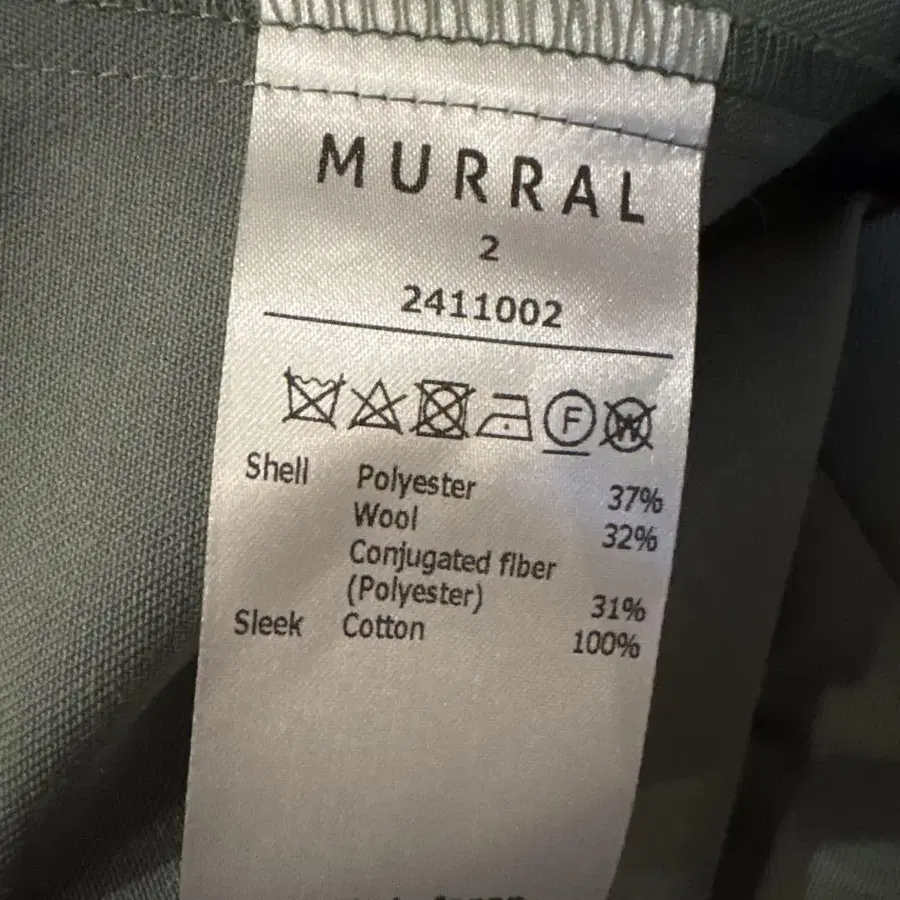 MURRAL
2
2411002
F W
Shell Polyester 37%
Wool 32%
Conjugated fiber
(Polyester) 31%
Sleek Cotton 100%